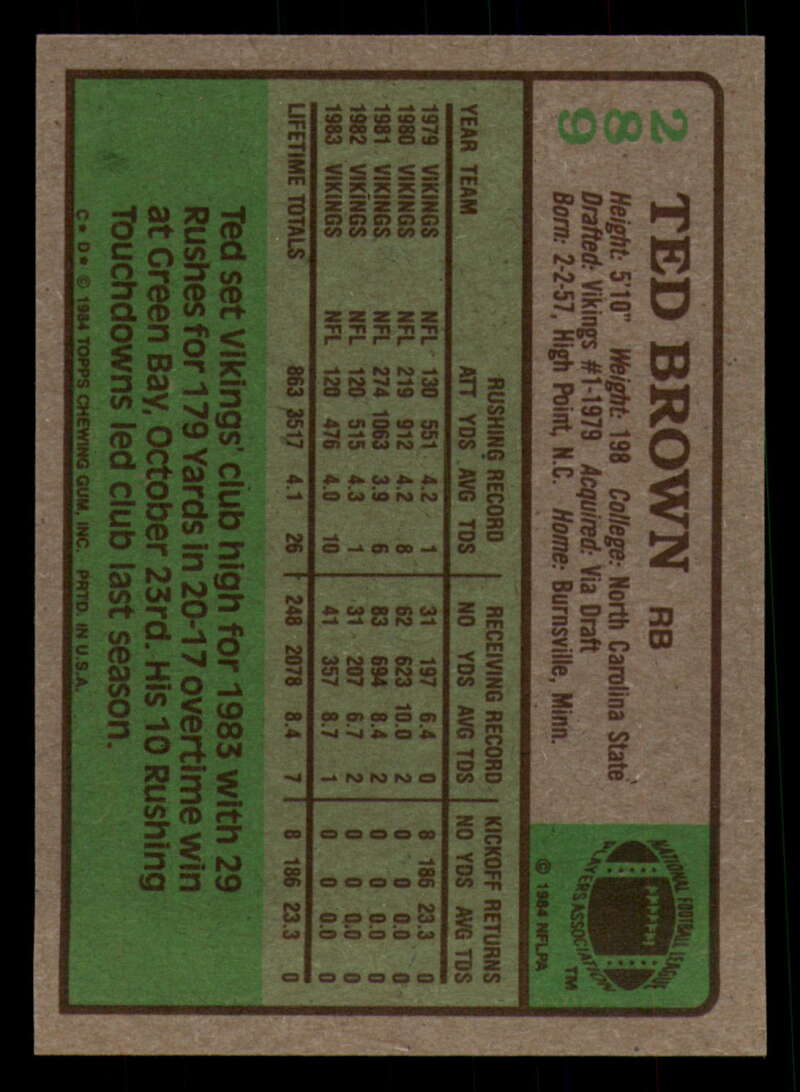 289
TED BROWN RB
Height: 5'10" Weight: 198 College: North Carolina State
Drafted: Vikings #1-1979 Acquired: Via Draft
Born: 2-2-57, High Point, N.C. Home: Burnsville, Minn.
NATIONAL FOOTBALL LEAGUE
PLAYERS ASSOCIATION
TM
© 1984 NFLPA
RUSHING RECORD RECEIVING RECORD KICKOFF RETURNS
YEAR TEAM ATT YDS AVG TDS NO YDS AVG TDS NO YDS AVG TDS
1979 VIKINGS NFL 130 551 4.2 1 31 197 6.4 0 8 186 23.3 0
1980 VIKINGS NFL 219 912 4.2 8 62 623 10.0 2 0 0 0.0 0
1981 VIKINGS NFL 274 1063 3.9 6 83 694 8.4 2 0 0 0.0 0
1982 VIKINGS NFL 120 515 4.3 1 31 207 6.7 2 0 0 0.0 0
1983 VIKINGS NFL 120 476 4.0 10 41 357 8.7 1 0 0 0.0 0
LIFETIME TOTALS 863 3517 4.1 26 248 2078 8.4 7 8 186 23.3 0
Ted set Vikings' club high for 1983 with 29
Rushes for 179 Yards in 20-17 overtime win
at Green Bay, October 23rd. His 10 Rushing
Touchdowns led club last season.
C* D* © 1984 TOPPS CHEWING GUM, INC. PRTD. IN U.S.A.